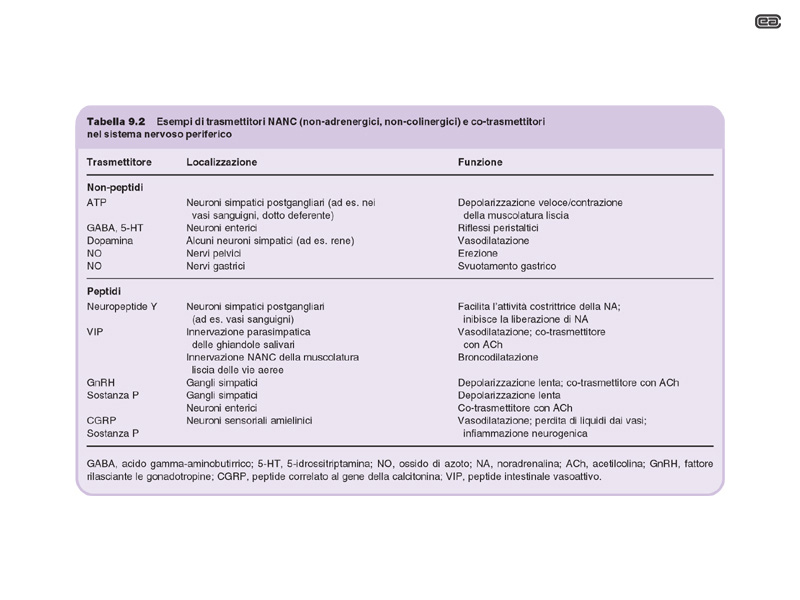 Tabella 9.2 Esempi di trasmettitori NANC (non-adrenergici, non-colinergici) e co-trasmettitori
nel sistema nervoso periferico
Trasmettitore Localizzazione Funzione
Non-peptidi
ATP Neuroni simpatici postgangliari (ad es. nei Depolarizzazione veloce/contrazione
vasi sanguigni, dotto deferente) della muscolatura liscia
GABA, 5-HT Neuroni enterici Riflessi peristaltici
Dopamina Alcuni neuroni simpatici (ad es. rene) Vasodilatazione
NO Nervi pelvici Erezione
NO Nervi gastrici Svuotamento gastrico
Peptidi
Neuropeptide Y Neuroni simpatici postgangliari Facilita l'attività costrittrice della NA;
(ad es. vasi sanguigni) inibisce la liberazione di NA
VIP Innervazione parasimpatica Vasodilatazione; co-trasmettitore
delle ghiandole salivari con ACh
Innervazione NANC della muscolatura Broncodilatazione
liscia delle vie aeree
GnRH Gangli simpatici Depolarizzazione lenta; co-trasmettitore con ACh
Sostanza P Gangli simpatici Depolarizzazione lenta
Neuroni enterici Co-trasmettitore con ACh
CGRP Neuroni sensoriali amielinici Vasodilatazione; perdita di liquidi dai vasi;
Sostanza P infiammazione neurogenica
GABA, acido gamma-aminobutirrico; 5-HT, 5-idrossitriptamina; NO, ossido di azoto; NA, noradrenalina; ACh, acetilcolina; GnRH, fattore
rilasciante le gonadotropine; CGRP, peptide correlato al gene della calcitonina; VIP, peptide intestinale vasoattivo.